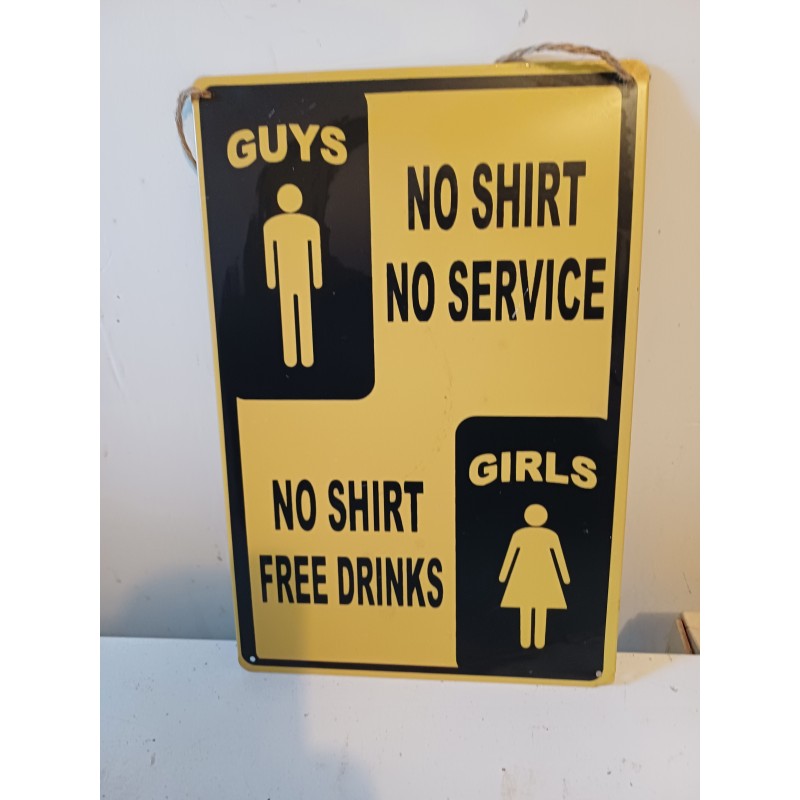 GUYS
NO SHIRT
NO SERVICE
NO SHIRT
FREE DRINKS
GIRLS